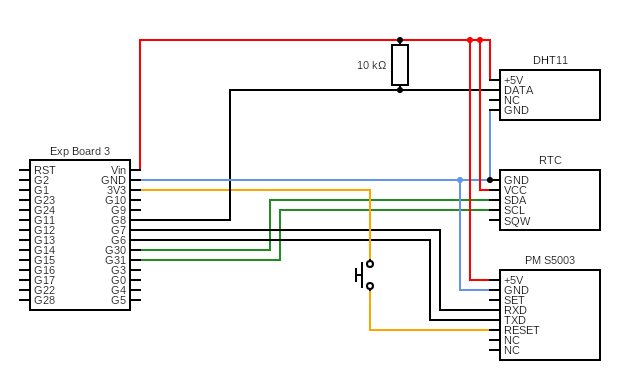 10 kΩ
DHT11
+5V
DATA
NC
GND
Exp Board 3
RST Vin
G2 GND
G1 3V3
G23 G10
G24 G9
G11 G8
G12 G7
G13 G6
G14 G30
G15 G31
G16 G3
G17 G0
G22 G4
G28 G5
RTC
GND
VCC
SDA
SCL
SQW
PM S5003
+5V
GND
SET
RXD
TXD
RESET
NC
NC